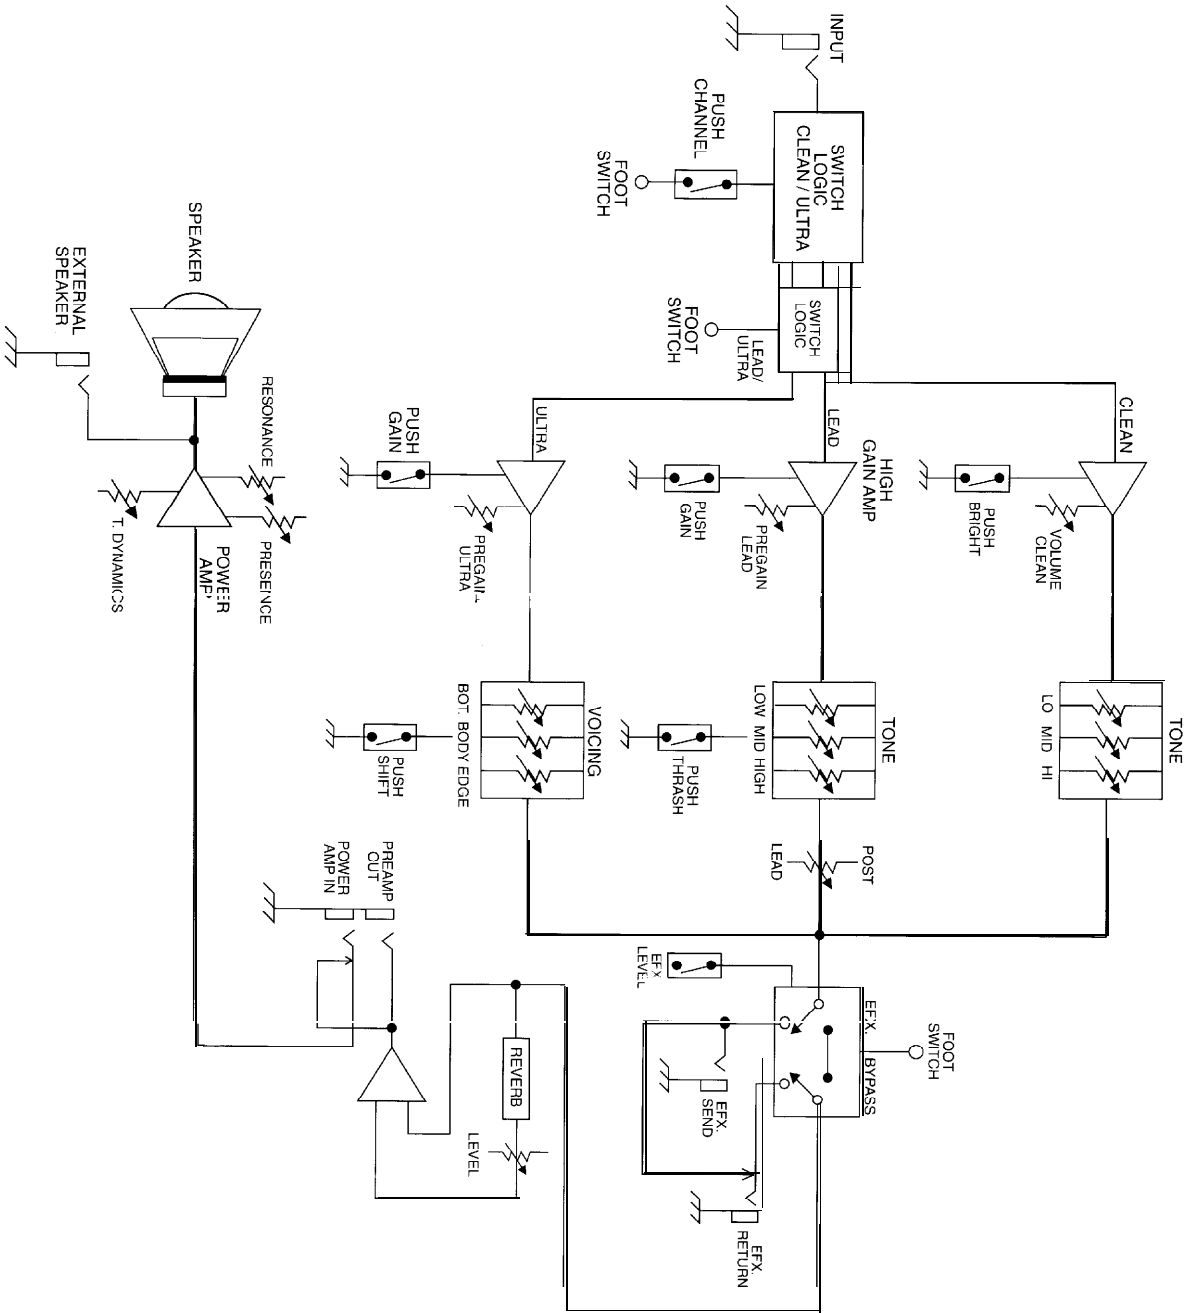 INPUT
PUSH
CHANNEL
FOOT
SWITCH
SWITCH
LOGIC
CLEAN / ULTRA
SWITCH
LOGIC
FOOT
SWITCH
LEAD/
ULTRA
CLEAN
VOLUME
CLEAN
PUSH
BRIGHT
TONE
LO MID HI
LEAD
HIGH
GAIN AMP
PREGAIN
LEAD
PUSH
GAIN
TONE
LOW MID HIGH
PUSH
THRASH
POST
LEAD
ULTRA
PUSH
GAIN
PREGAIN
ULTRA
VOICING
BOT. BODY EDGE
PUSH
SHIFT
EFX
LEVEL
EFX. BYPASS
FOOT
SWITCH
EFX.
SEND
EFX.
RETURN
REVERB
LEVEL
PREAMP
OUT
POWER
AMP IN
SPEAKER
EXTERNAL
SPEAKER
RESONANCE
PRESENCE
T. DYNAMICS
POWER
AMP